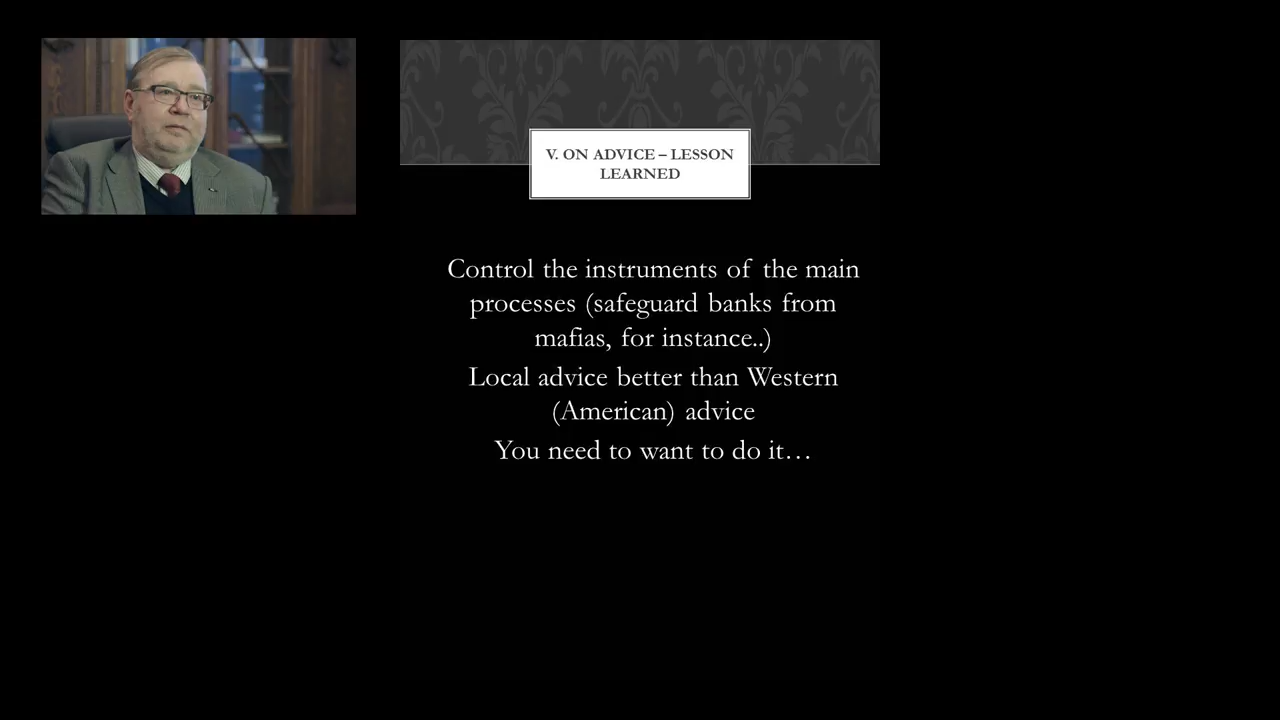 V. ON ADVICE – LESSON
LEARNED
Control the instruments of the main
processes (safeguard banks from
mafias, for instance..)
Local advice better than Western
(American) advice
You need to want to do it…